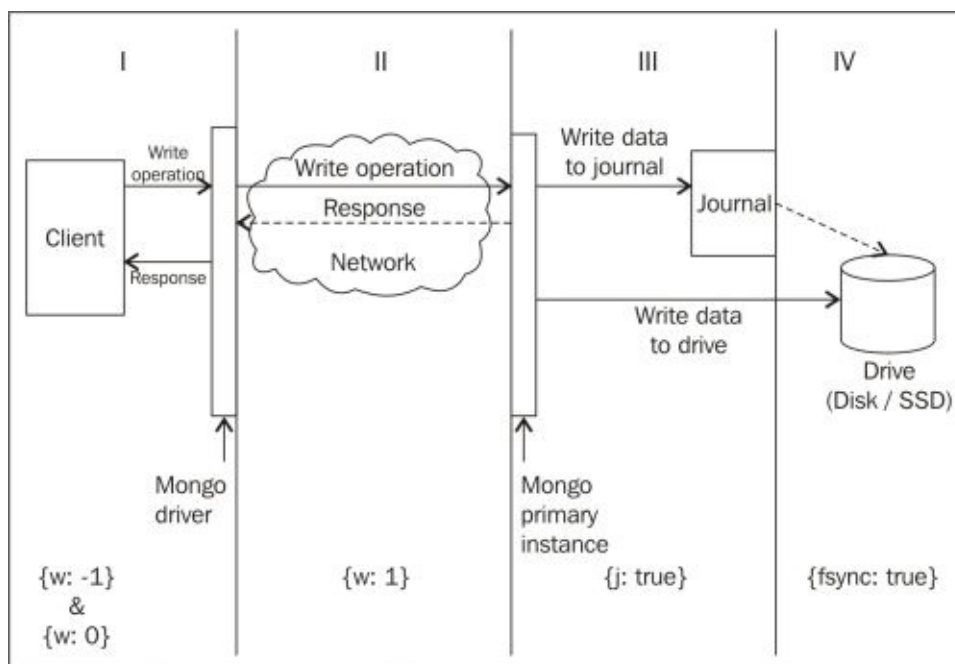 I
II
III
IV
Write
operation
Response
Client
Write operation
Response
Network
Write data
to journal
Journal
Write data
to drive
Drive
(Disk / SSD)
Mongo
driver
Mongo
primary
instance
{w: -1}
&
{w: 0}
{w: 1}
{j: true}
{fsync: true}